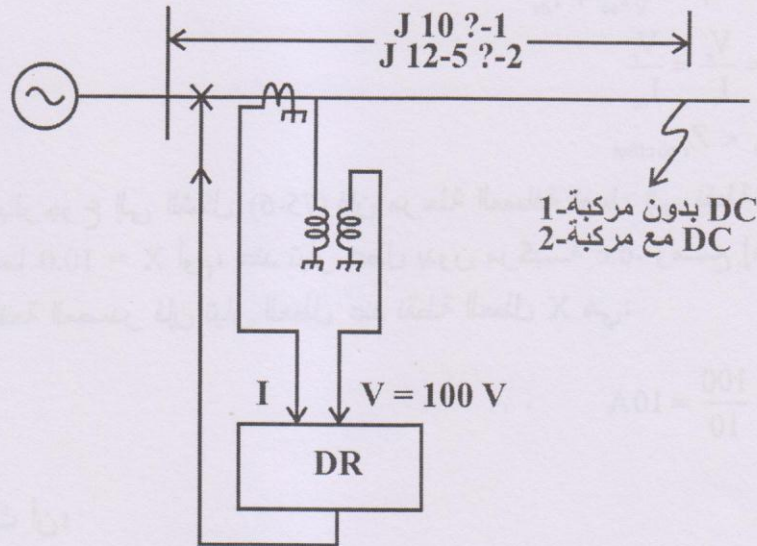 J 10 ?-1
J 12-5 ?-2
1-بدون مركبة DC
2-مع مركبة DC
I
V = 100 V
DR